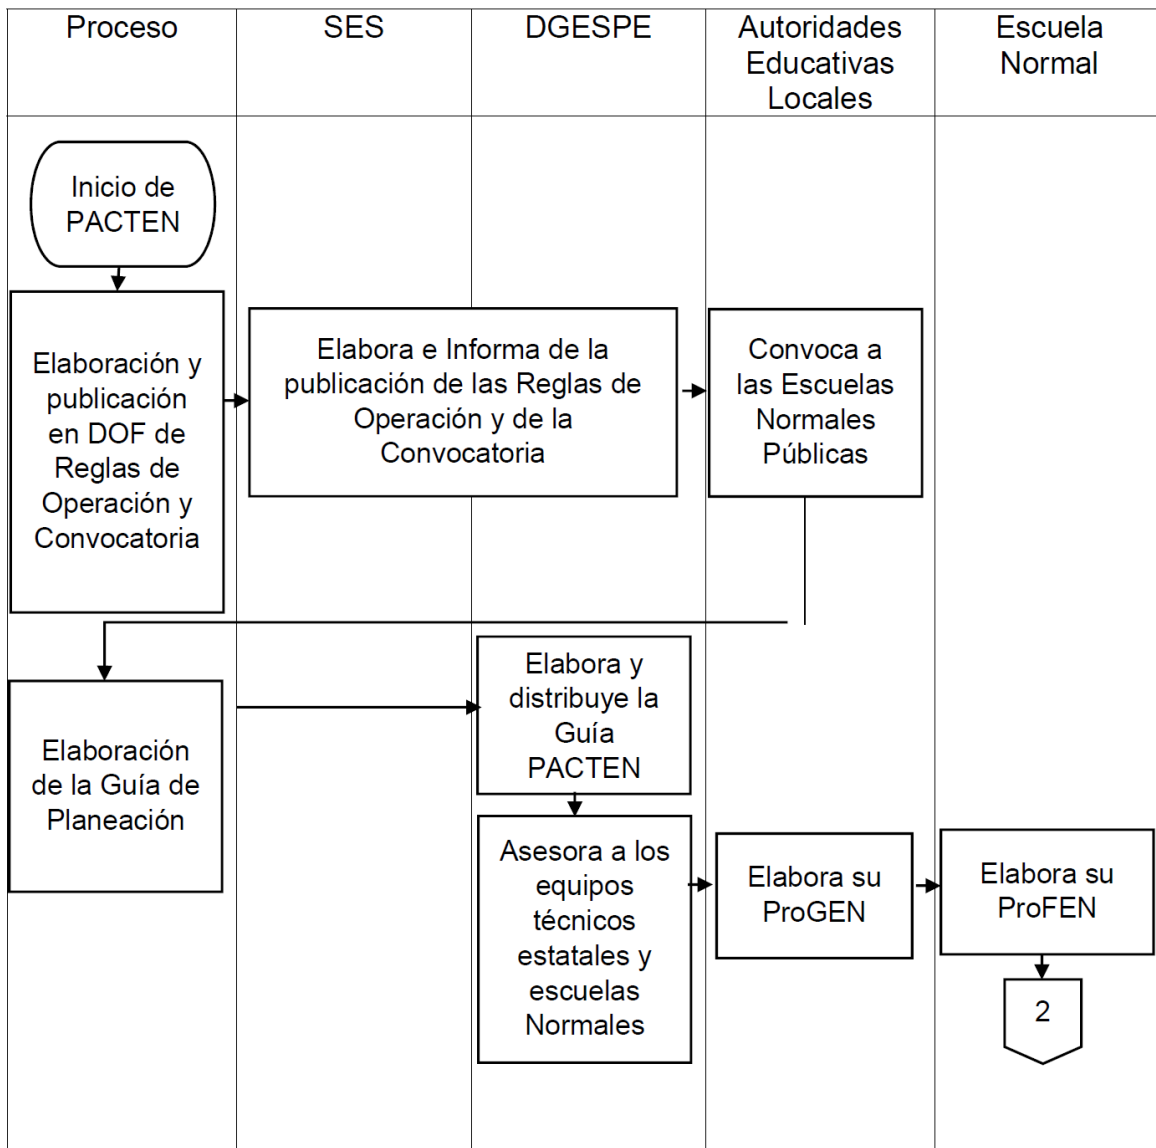 Proceso
SES
DGESPE
Autoridades
Educativas
Locales
Escuela
Normal
Inicio de
PACTEN
Elaboración y
publicación
en DOF de
Reglas de
Operación y
Convocatoria
Elabora e Informa de la
publicación de las Reglas de
Operación y de la
Convocatoria
Convoca a
las Escuelas
Normales
Públicas
Elaboración
de la Guía de
Planeación
Elabora y
distribuye la
Guía
PACTEN
Asesora a los
equipos
técnicos
estatales y
escuelas
Normales
Elabora su
ProGEN
Elabora su
ProFEN
2